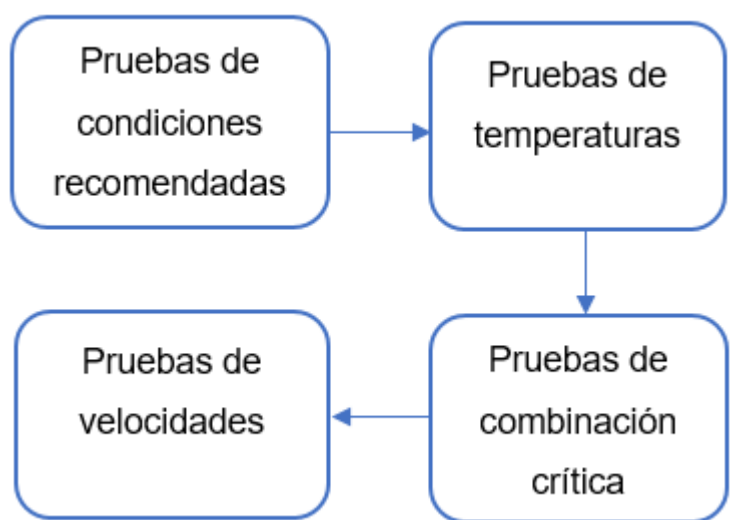 Pruebas de
condiciones
recomendadas
Pruebas de
temperaturas
Pruebas de
combinación
crítica
Pruebas de
velocidades